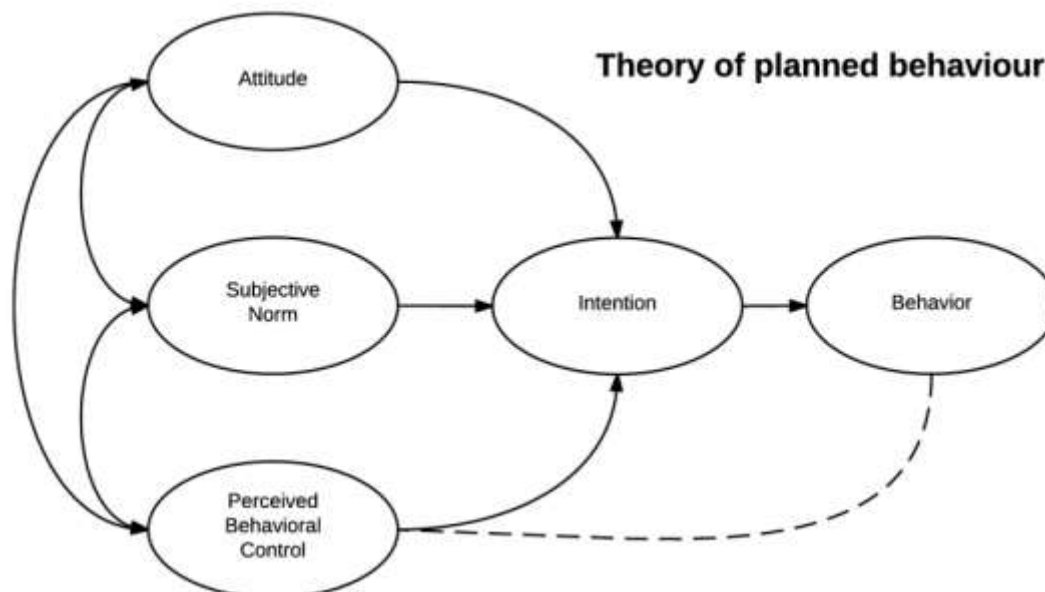 Theory of planned behaviour
Attitude
Subjective
Norm
Intention
Behavior
Perceived
Behavioral
Control